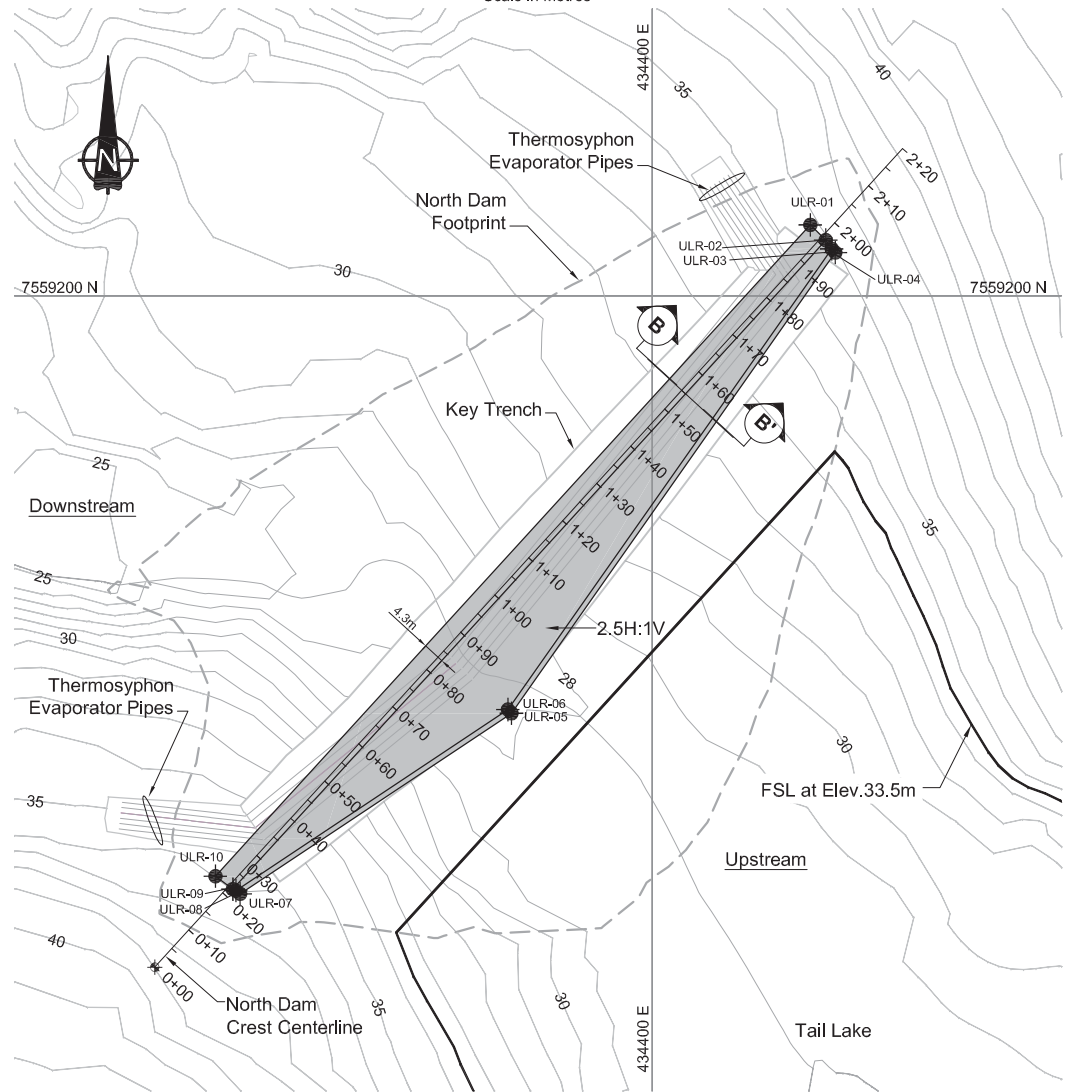 Scale in Metres
434400 E
40
35
Thermosyphon
Evaporator Pipes
N
North Dam
Footprint
2+20
2+10
2+00
ULR-01
ULR-02
ULR-03
ULR-04
30
7559200 N
7559200 N
1+90
1+80
B
1+70
1+60
B'
Key Trench
1+50
1+40
25
Downstream
1+30
35
1+20
25
1+10
1+00
2.5H:1V
4.3m
30
0+90
28
0+80
Thermosyphon
Evaporator Pipes
ULR-06
ULR-05
0+70
30
0+60
FSL at Elev.33.5m
35
0+50
0+40
ULR-10
Upstream
0+30
ULR-09
ULR-08
ULR-07
0+20
40
0+10
0+00
North Dam
Crest Centerline
35
30
434400 E
Tail Lake